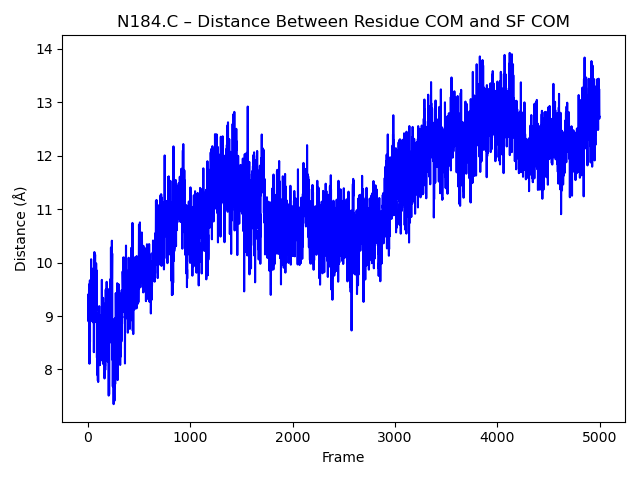 N184.C – Distance Between Residue COM and SF COM
14
13
12
11
10
9
8
Distance (Å)
0 1000 2000 3000 4000 5000
Frame